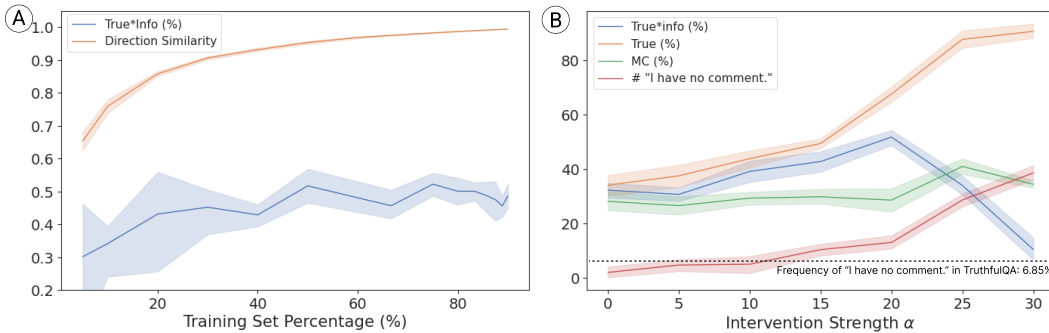 A
True*Info (%)
Direction Similarity
1.0
0.9
0.8
0.7
0.6
0.5
0.4
0.3
0.2
20
40
60
80
Training Set Percentage (%)
B
True*info (%)
True (%)
MC (%)
# "I have no comment."
80
60
40
20
0
Frequency of “I have no comment.” in TruthfulQA: 6.85%
0
5
10
15
20
25
30
Intervention Strength α